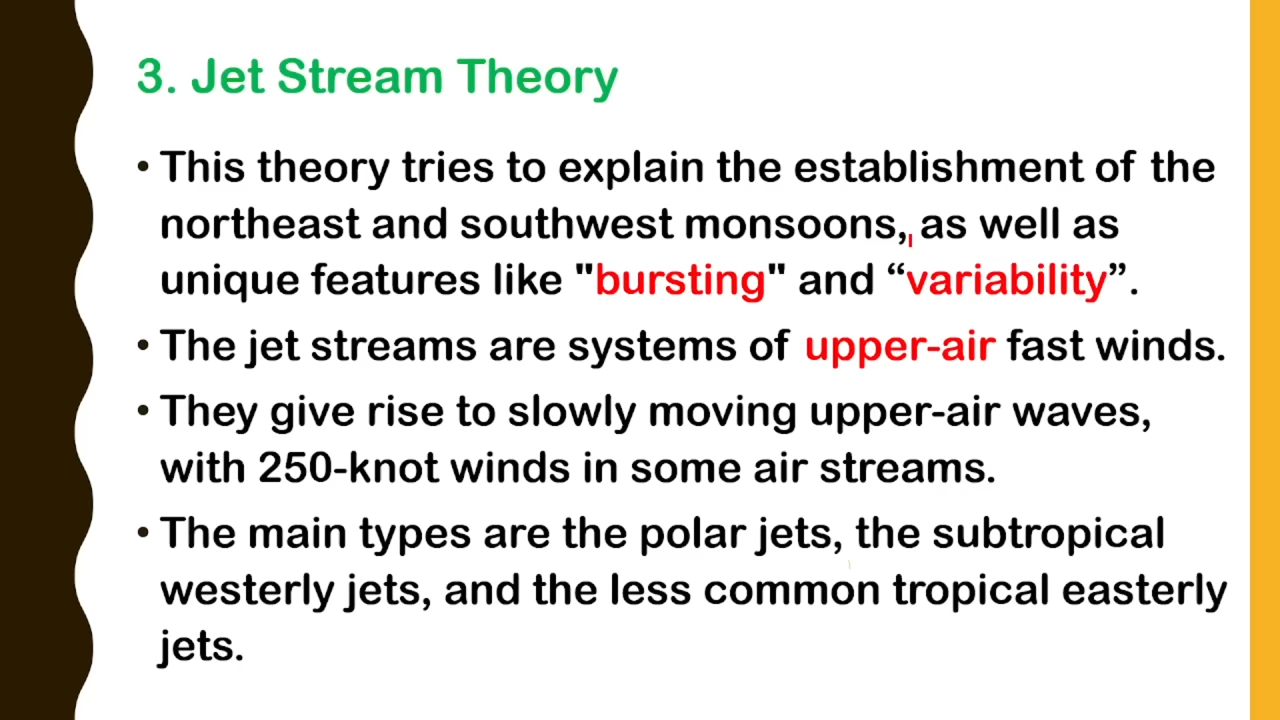 3. Jet Stream Theory
• This theory tries to explain the establishment of the
northeast and southwest monsoons, as well as
unique features like "bursting" and “variability”.
• The jet streams are systems of upper-air fast winds.
• They give rise to slowly moving upper-air waves,
with 250-knot winds in some air streams.
• The main types are the polar jets, the subtropical
westerly jets, and the less common tropical easterly
jets.